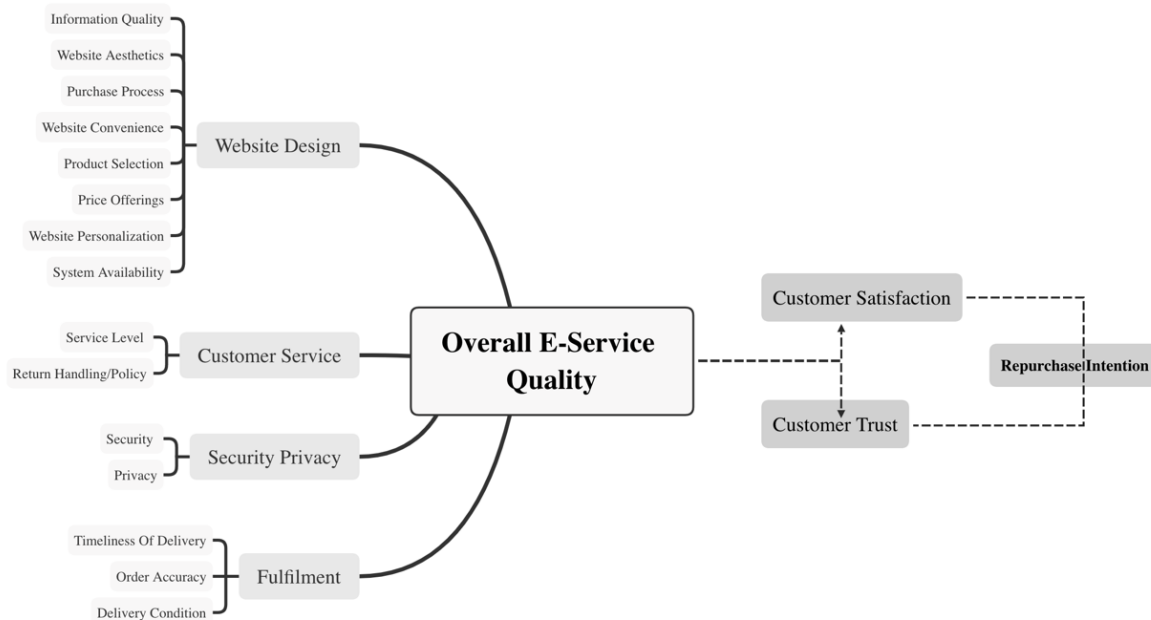 Information Quality
Website Aesthetics
Purchase Process
Website Convenience
Product Selection
Price Offerings
Website Personalization
System Availability
Website Design
Service Level
Return Handling/Policy
Customer Service
Security
Privacy
Security Privacy
Timeliness Of Delivery
Order Accuracy
Delivery Condition
Fulfilment
Overall E-Service
Quality
Customer Satisfaction
Customer Trust
Repurchase Intention